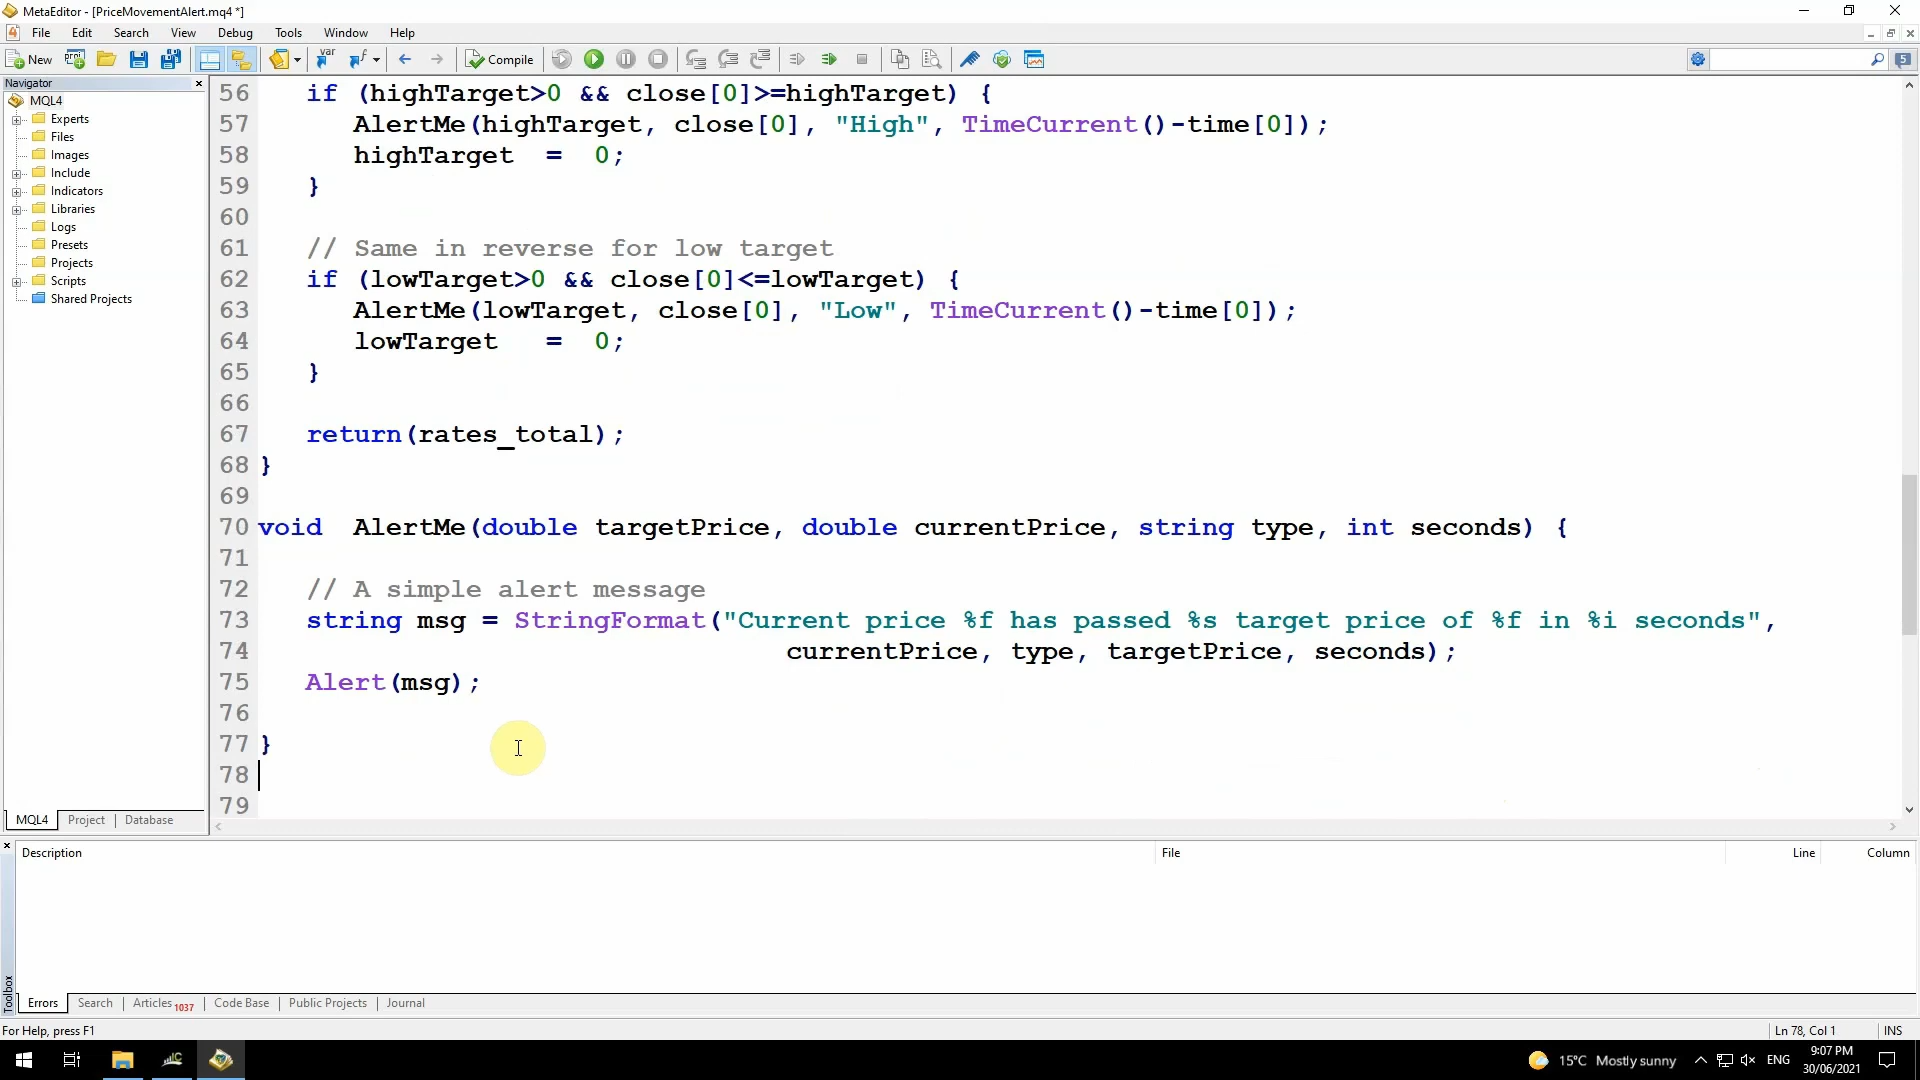 MetaEditor - [PriceMovementAlert.mq4 *]
File Edit Search View Debug Tools Window Help
New Compile 5
Navigator
MQL4
Experts
Files
Images
Include
Indicators
Libraries
Logs
Presets
Projects
Scripts
Shared Projects
MQL4 Project Database
56 if (highTarget>0 && close[0]>=highTarget) {
57 AlertMe(highTarget, close[0], "High", TimeCurrent()-time[0]);
58 highTarget = 0;
59 }
60
61 // Same in reverse for low target
62 if (lowTarget>0 && close[0]<=lowTarget) {
63 AlertMe(lowTarget, close[0], "Low", TimeCurrent()-time[0]);
64 lowTarget = 0;
65 }
66
67 return(rates_total);
68 }
69
70 void AlertMe(double targetPrice, double currentPrice, string type, int seconds) {
71
72 // A simple alert message
73 string msg = StringFormat("Current price %f has passed %s target price of %f in %i seconds",
74 currentPrice, type, targetPrice, seconds);
75 Alert(msg);
76
77 }
78
79
Toolbox
Description File Line Column
Errors Search Articles 1037 Code Base Public Projects Journal
For Help, press F1 Ln 78, Col 1 INS
15°C Mostly sunny ENG 9:07 PM
30/06/2021